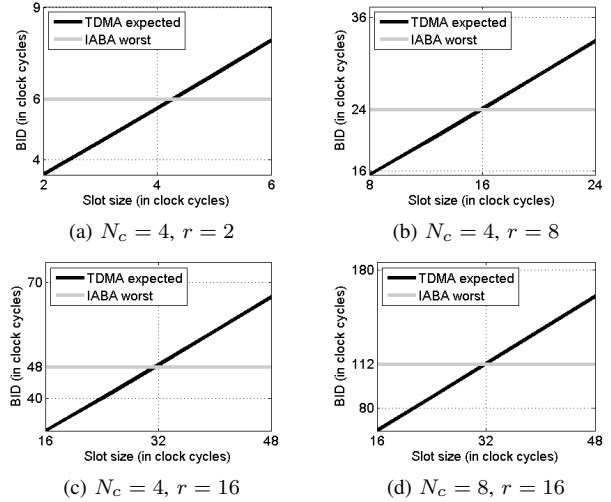 9
6
4
BID (in clock cycles)
TDMA expected
IABA worst
2
4
6
Slot size (in clock cycles)
(a) N_c = 4, r = 2
36
24
16
BID (in clock cycles)
TDMA expected
IABA worst
8
16
24
Slot size (in clock cycles)
(b) N_c = 4, r = 8
70
48
40
BID (in clock cycles)
TDMA expected
IABA worst
16
32
48
Slot size (in clock cycles)
(c) N_c = 4, r = 16
180
112
80
BID (in clock cycles)
TDMA expected
IABA worst
16
32
48
Slot size (in clock cycles)
(d) N_c = 8, r = 16